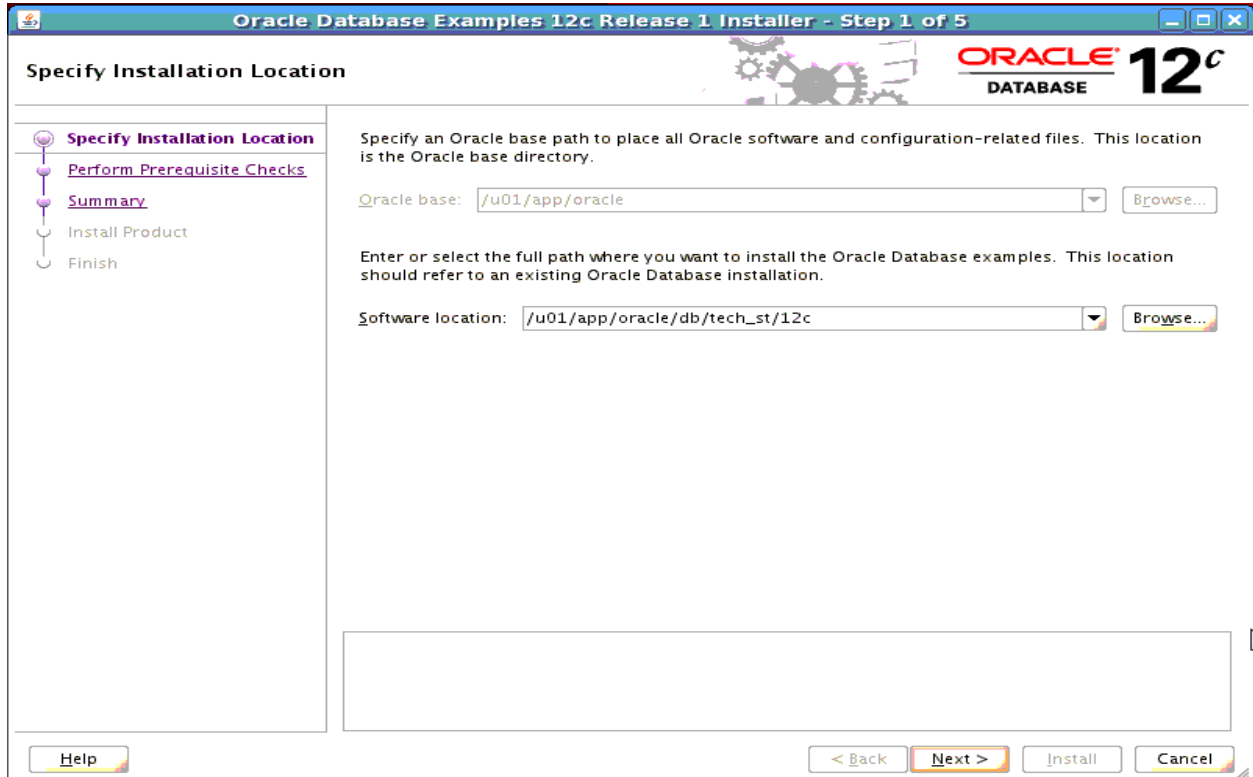 Oracle Database Examples 12c Release 1 Installer - Step 1 of 5
Specify Installation Location
ORACLE
DATABASE
12c
Specify Installation Location
Perform Prerequisite Checks
Summary
Install Product
Finish
Specify an Oracle base path to place all Oracle software and configuration-related files. This location
is the Oracle base directory.
Oracle base: /u01/app/oracle Browse...
Enter or select the full path where you want to install the Oracle Database examples. This location
should refer to an existing Oracle Database installation.
Software location: /u01/app/oracle/db/tech_st/12c Browse...
Help < Back Next > Install Cancel